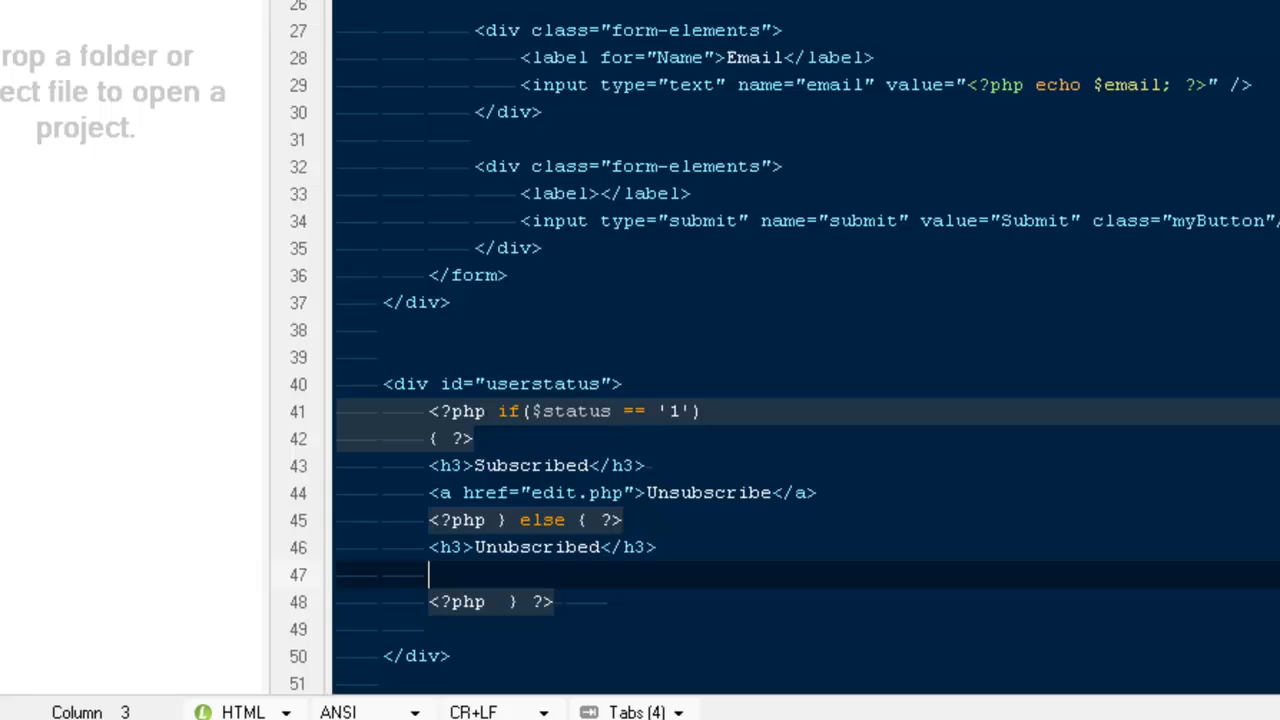 rop a folder or
ect file to open a
project.
26
27 <div class="form-elements">
28 <label for="Name">Email</label>
29 <input type="text" name="email" value="<?php echo $email; ?>" />
30 </div>
31
32 <div class="form-elements">
33 <label></label>
34 <input type="submit" name="submit" value="Submit" class="myButton"/
35 </div>
36 </form>
37 </div>
38
39
40 <div id="userstatus">
41 <?php if($status == '1')
42 { ?>
43 <h3>Subscribed</h3>
44 <a href="edit.php">Unsubscribe</a>
45 <?php } else { ?>
46 <h3>Unubscribed</h3>
47
48 <?php } ?>
49
50 </div>
51
Column 3 HTML ANSI CR+LF Tabs (4)